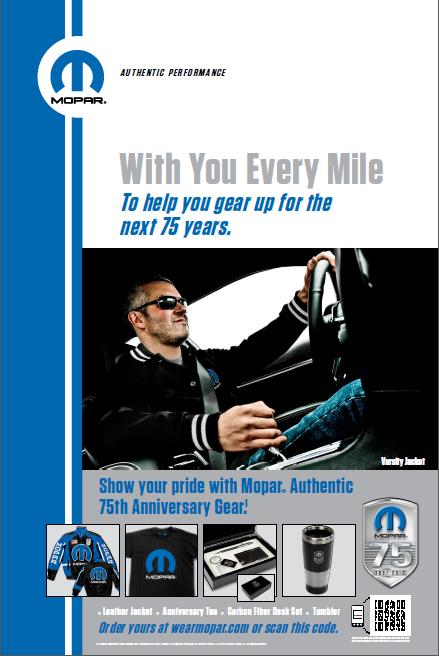 MOPAR.
AUTHENTIC PERFORMANCE
With You Every Mile
To help you gear up for the
next 75 years.
Varsity Jacket
Show your pride with Mopar® Authentic
75th Anniversary Gear!
MOPAR
MOPAR
75
• Leather Jacket • Anniversary Tee • Carbon Fiber Desk Set • Tumbler
Order yours at wearmopar.com or scan this code.